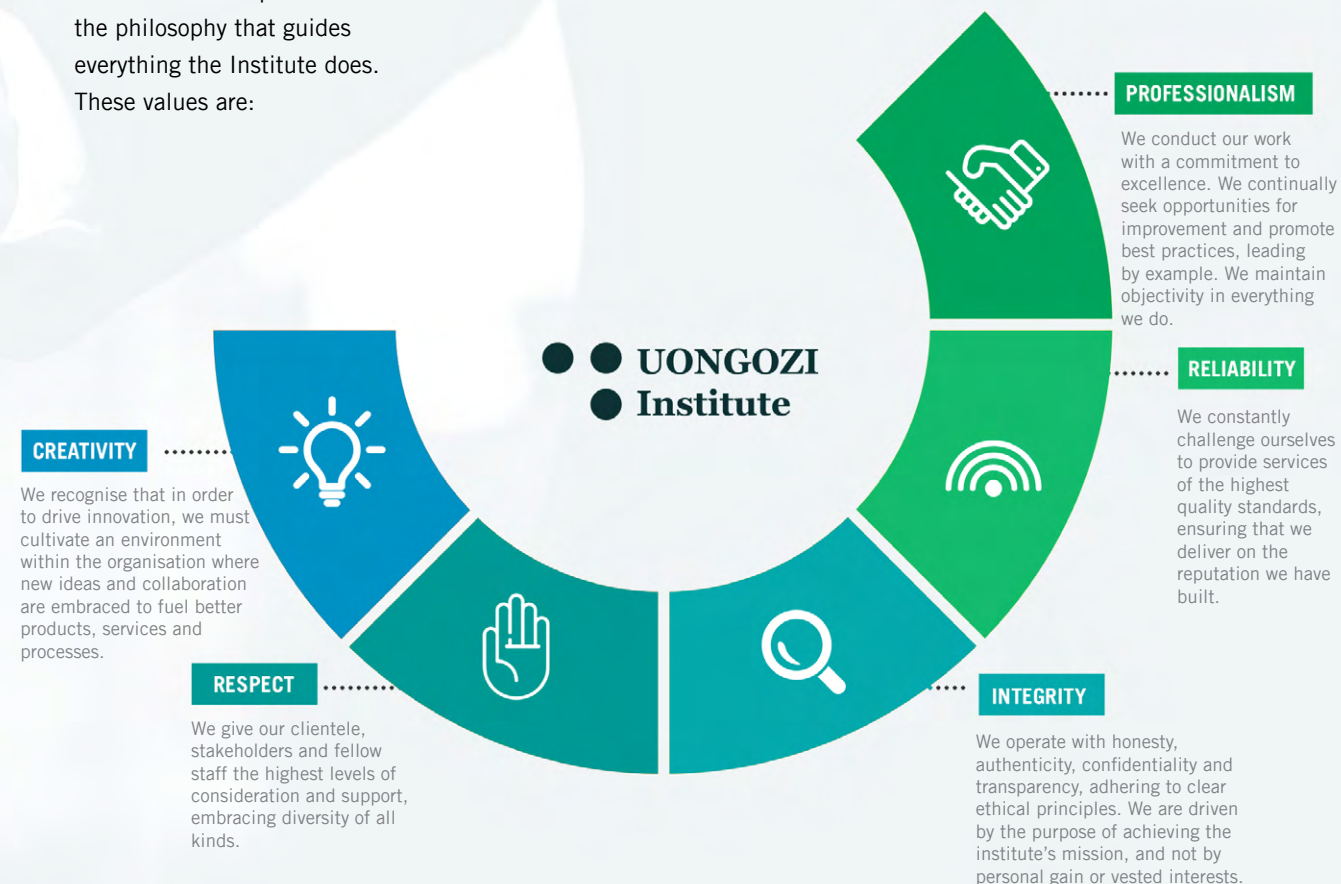 the philosophy that guides
everything the Institute does.
These values are:
PROFESSIONALISM
We conduct our work
with a commitment to
excellence. We continually
seek opportunities for
improvement and promote
best practices, leading
by example. We maintain
objectivity in everything
we do.
UONGOZI
Institute
RELIABILITY
We constantly
challenge ourselves
to provide services
of the highest
quality standards,
ensuring that we
deliver on the
reputation we have
built.
CREATIVITY
We recognise that in order
to drive innovation, we must
cultivate an environment
within the organisation where
new ideas and collaboration
are embraced to fuel better
products, services and
processes.
RESPECT
We give our clientele,
stakeholders and fellow
staff the highest levels of
consideration and support,
embracing diversity of all
kinds.
INTEGRITY
We operate with honesty,
authenticity, confidentiality and
transparency, adhering to clear
ethical principles. We are driven
by the purpose of achieving the
institute's mission, and not by
personal gain or vested interests.